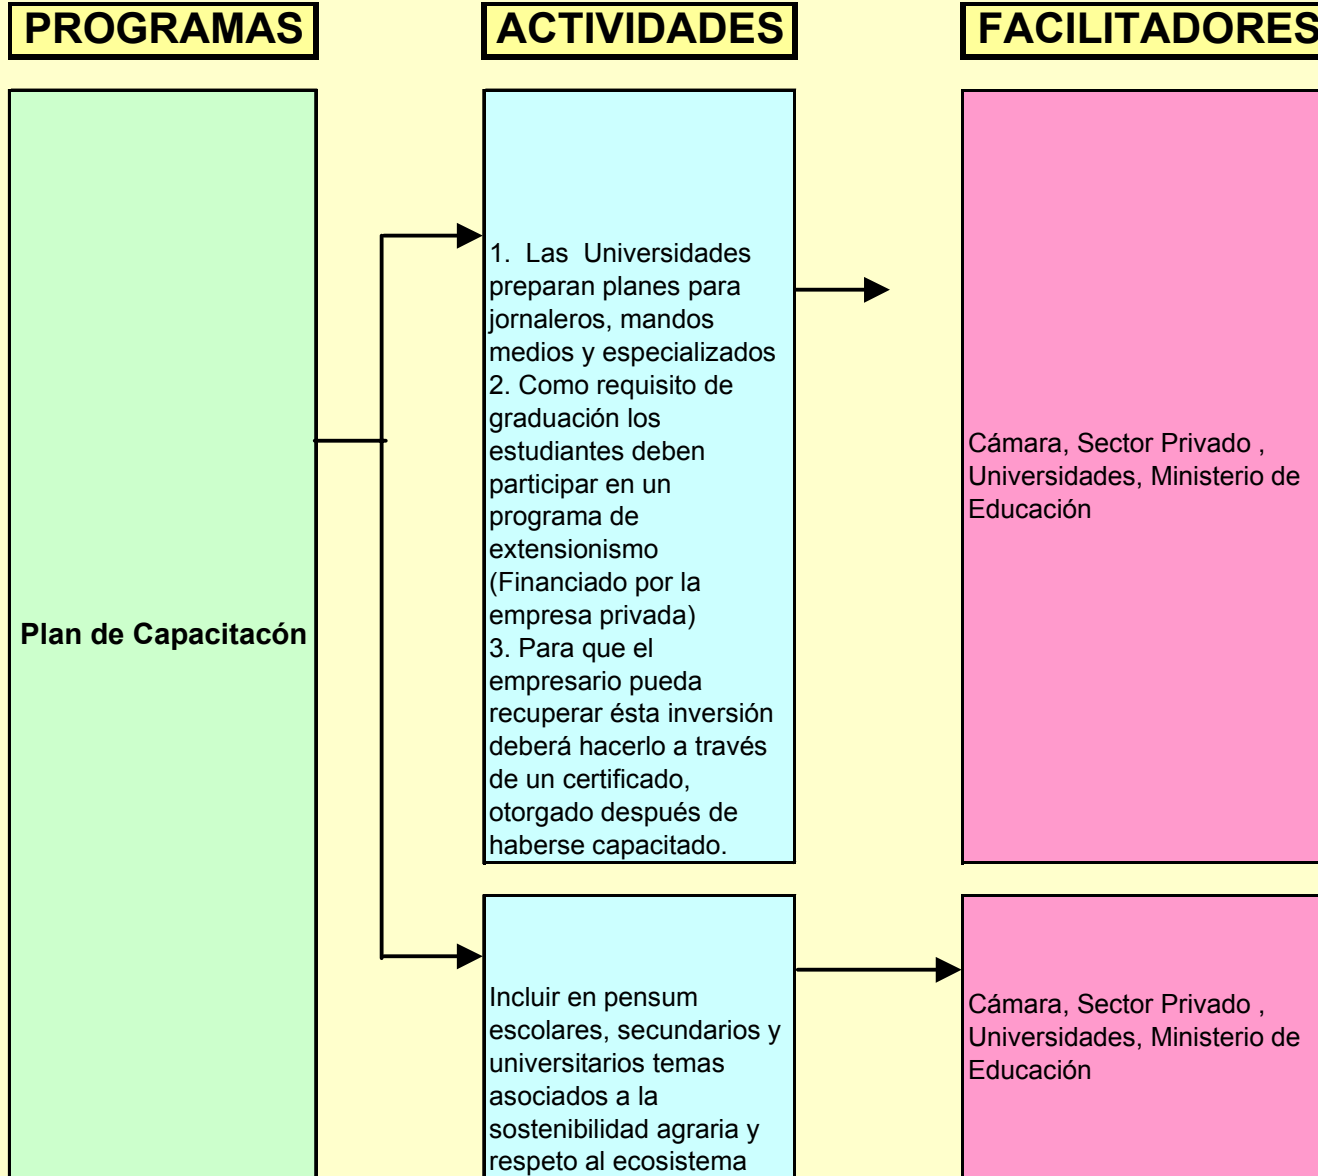 PROGRAMAS
ACTIVIDADES
FACILITADORES
Plan de Capacitacón
1. Las Universidades
preparan planes para
jornaleros, mandos
medios y especializados
2. Como requisito de
graduación los
estudiantes deben
participar en un
programa de
extensionismo
(Financiado por la
empresa privada)
3. Para que el
empresario pueda
recuperar ésta inversión
deberá hacerlo a través
de un certificado,
otorgado después de
haberse capacitado.
Cámara, Sector Privado ,
Universidades, Ministerio de
Educación
Incluir en pensum
escolares, secundarios y
universitarios temas
asociados a la
sostenibilidad agraria y
respeto al ecosistema
Cámara, Sector Privado ,
Universidades, Ministerio de
Educación